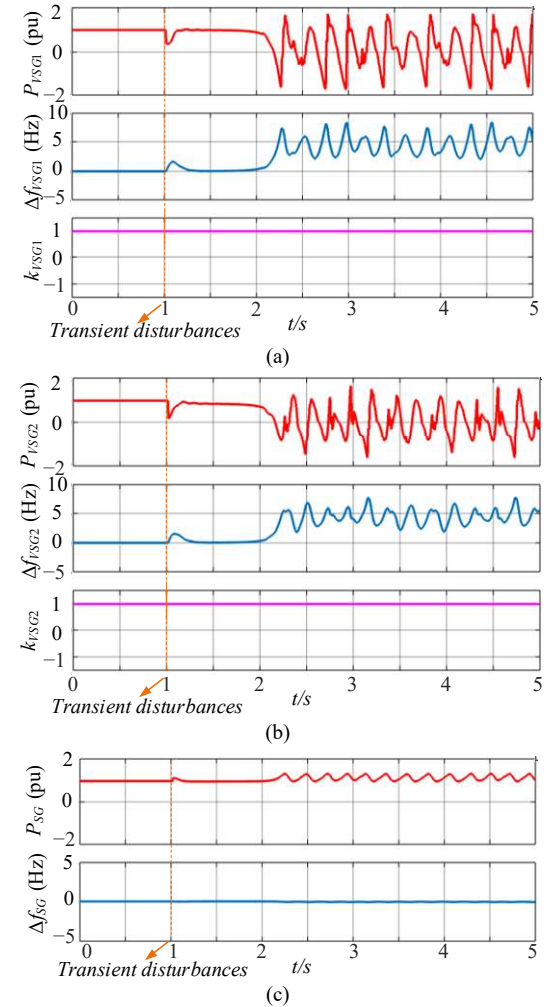 2
0
2
P_VSG1 (pu)
10
5
0
−5
Δf_VSG1 (Hz)
1
0
−1
k_VSG1
0 1 2 3 4 5
Transient disturbances t/s
(a)
2
0
−2
P_VSG2 (pu)
10
5
0
−5
Δf_VSG2 (Hz)
1
0
−1
k_VSG2
0 1 2 3 4 5
Transient disturbances t/s
(b)
2
0
−2
P_SG (pu)
5
0
−5
Δf_SG (Hz)
0 1 2 3 4 5
Transient disturbances t/s
(c)